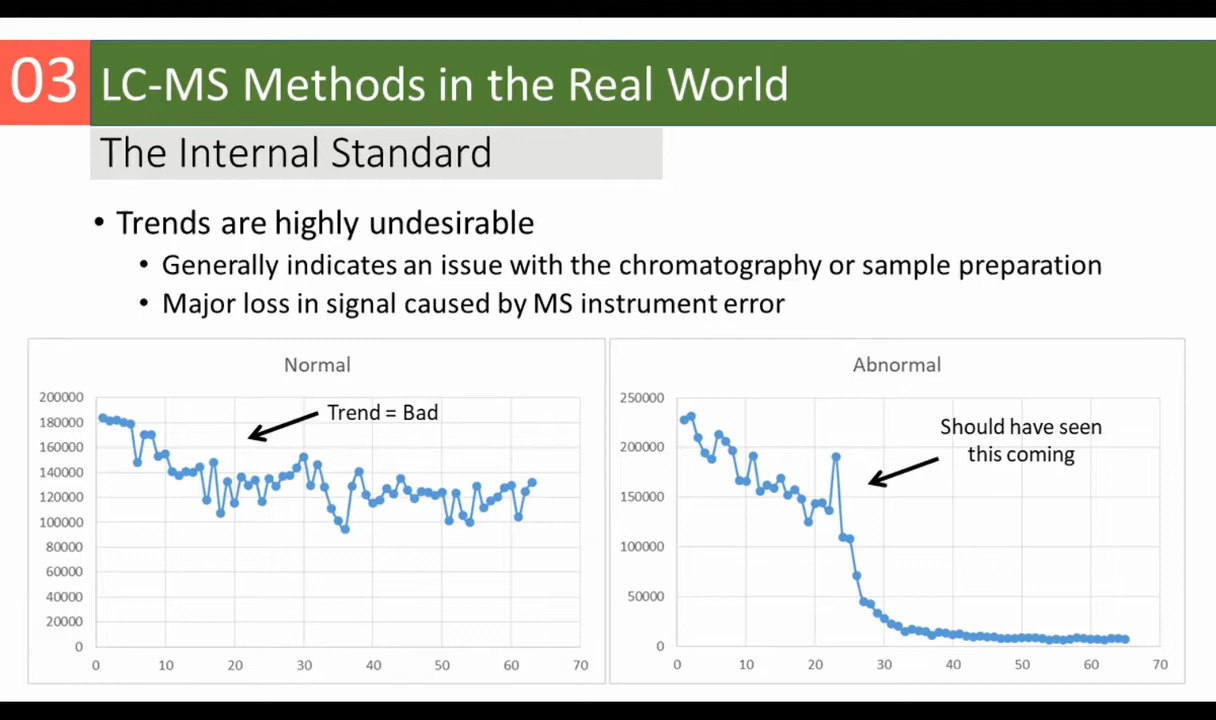 03 LC-MS Methods in the Real World
The Internal Standard
• Trends are highly undesirable
• Generally indicates an issue with the chromatography or sample preparation
• Major loss in signal caused by MS instrument error
Normal
200000
180000
160000
140000
120000
100000
80000
60000
40000
20000
0
0 10 20 30 40 50 60 70
Trend = Bad
Abnormal
250000
200000
150000
100000
50000
0
0 10 20 30 40 50 60 70
Should have seen
this coming